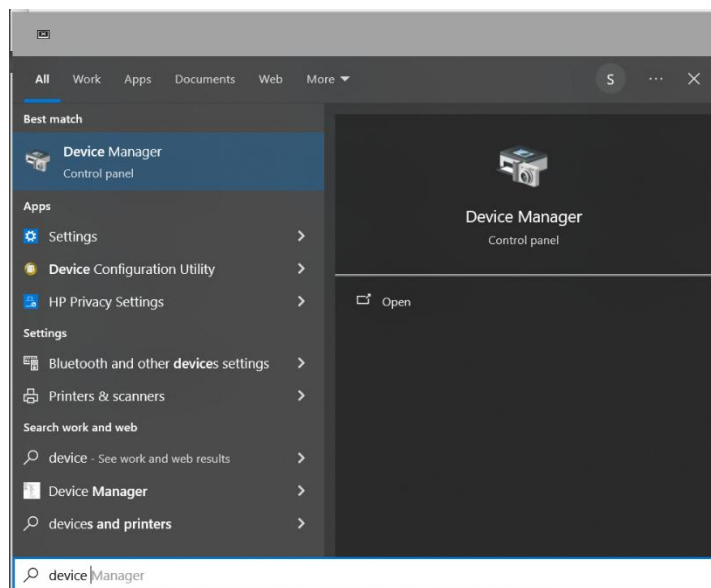 All Work Apps Documents Web More S ... 
Best match
Device Manager
Control panel
Apps
Settings
Device Configuration Utility
HP Privacy Settings
Settings
Bluetooth and other devices settings
Printers & scanners
Search work and web
device - See work and web results
Device Manager
devices and printers
Device Manager
Control panel
Open
device Manager